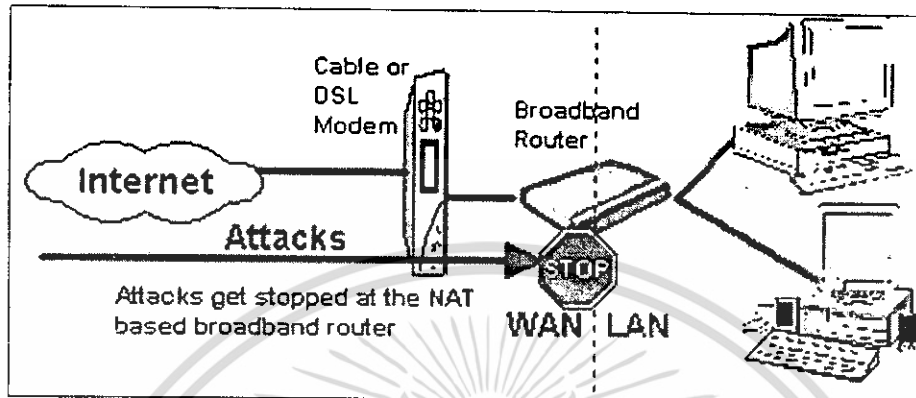 Cable or
DSL
Modem
Broadband
Router
Internet
Attacks
STOP
Attacks get stopped at the NAT
based broadband router
WAN LAN